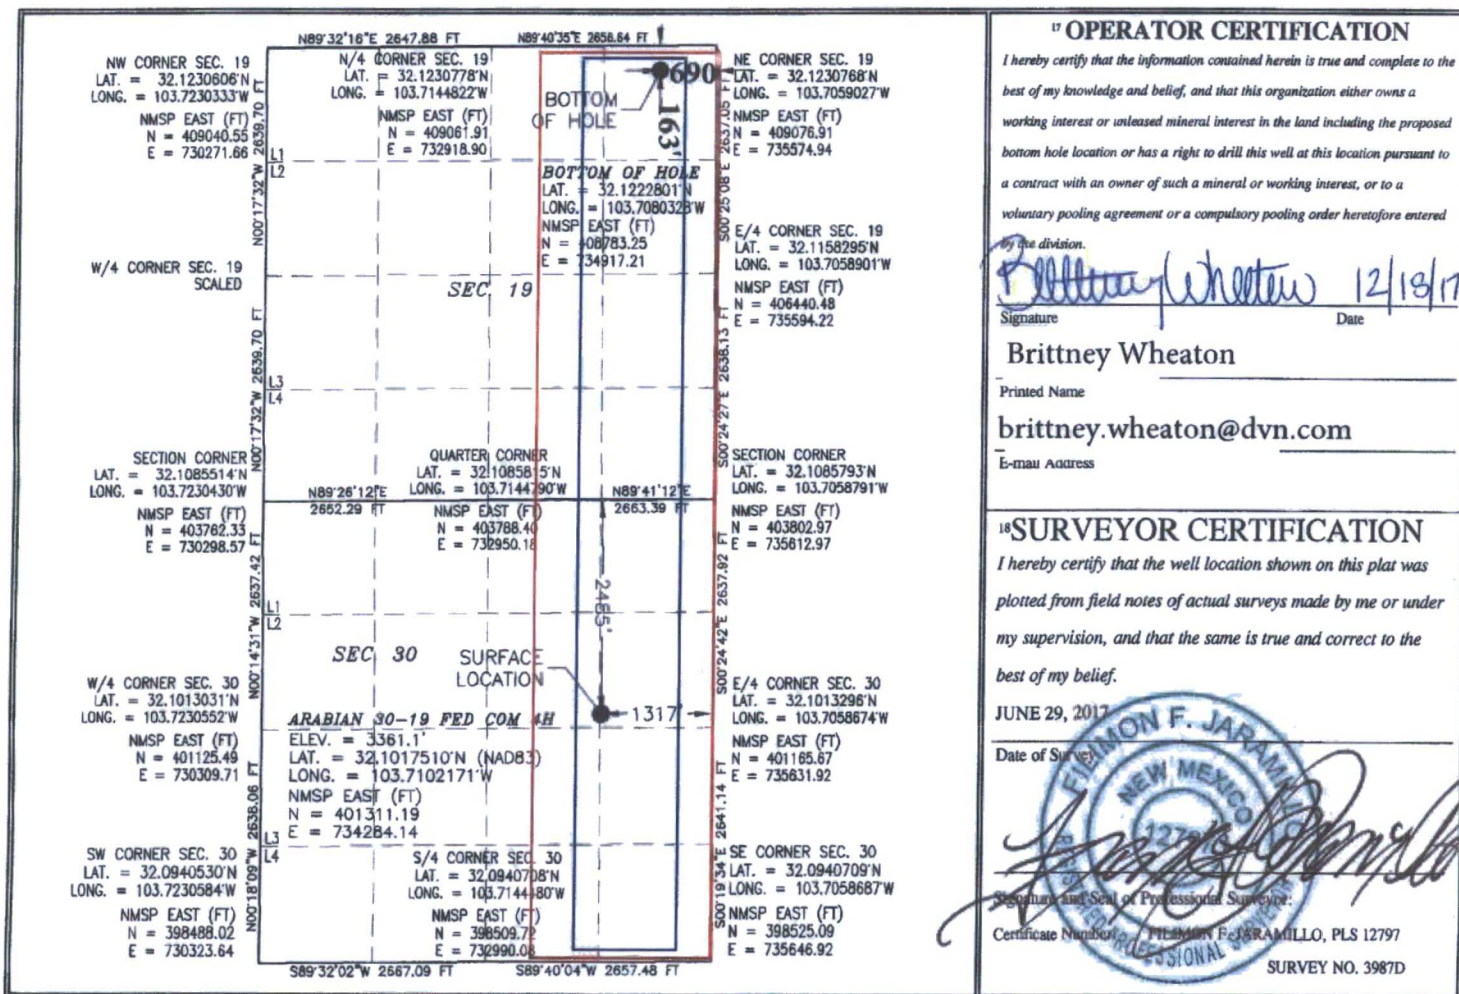 N89°32'16"E 2647.88 FT
N89°40'35"E 2656.64 FT
NW CORNER SEC. 19
LAT. = 32.1230606'N
LONG. = 103.7230333'W
NMSP EAST (FT)
N = 409040.55
E = 730271.66
N/4 CORNER SEC. 19
LAT. = 32.1230778'N
LONG. = 103.7144822'W
NMSP EAST (FT)
N = 409061.91
E = 732918.90
NE CORNER SEC. 19
LAT. = 32.1230768'N
LONG. = 103.7059027'W
NMSP EAST (FT)
N = 409076.91
E = 735574.94
690
163'
BOTTOM
OF HOLE
N00°17'32"W 2639.70 FT
S00°25'08"E 2637.05 FT
L1
L2
BOTTOM OF HOLE
LAT. = 32.1222801'N
LONG. = 103.7080328'W
NMSP EAST (FT)
N = 408783.25
E = 734917.21
W/4 CORNER SEC. 19
SCALED
SEC. 19
E/4 CORNER SEC. 19
LAT. = 32.1158295'N
LONG. = 103.7058901'W
NMSP EAST (FT)
N = 406440.48
E = 735594.22
N00°17'32"W 2639.70 FT
S00°24'27"E 2638.13 FT
L3
L4
SECTION CORNER
LAT. = 32.1085514'N
LONG. = 103.7230430'W
NMSP EAST (FT)
N = 403762.33
E = 730298.57
QUARTER CORNER
LAT. = 32.1085815'N
LONG. = 103.7144790'W
NMSP EAST (FT)
N = 403788.40
E = 732950.18
SECTION CORNER
LAT. = 32.1085793'N
LONG. = 103.7058791'W
NMSP EAST (FT)
N = 403802.97
E = 735612.97
N89°26'12"E
2652.29 FT
N89°41'12"E
2663.39 FT
N00°14'31"W 2637.42 FT
S00°24'42"E 2637.92 FT
L1
L2
SEC. 30
SURFACE
LOCATION
1317'
W/4 CORNER SEC. 30
LAT. = 32.1013031'N
LONG. = 103.7230552'W
NMSP EAST (FT)
N = 401125.49
E = 730309.71
ARABIAN 30-19 FED COM 4H
ELEV. = 3361.1'
LAT. = 32.1017510'N (NAD83)
LONG. = 103.7102171'W
NMSP EAST (FT)
N = 401311.19
E = 734284.14
E/4 CORNER SEC. 30
LAT. = 32.1013296'N
LONG. = 103.7058674'W
NMSP EAST (FT)
N = 401165.67
E = 735631.92
N00°18'09"W 2638.06 FT
S00°19'34"E 2641.14 FT
L3
L4
SW CORNER SEC. 30
LAT. = 32.0940530'N
LONG. = 103.7230584'W
NMSP EAST (FT)
N = 398488.02
E = 730323.64
S/4 CORNER SEC. 30
LAT. = 32.0940708'N
LONG. = 103.7144480'W
NMSP EAST (FT)
N = 398509.72
E = 732990.08
SE CORNER SEC. 30
LAT. = 32.0940709'N
LONG. = 103.7058687'W
NMSP EAST (FT)
N = 398525.09
E = 735646.92
S89°32'02"W 2667.09 FT
S89°40'04"W 2657.48 FT
17 OPERATOR CERTIFICATION
I hereby certify that the information contained herein is true and complete to the
best of my knowledge and belief, and that this organization either owns a
working interest or unleased mineral interest in the land including the proposed
bottom hole location or has a right to drill this well at this location pursuant to
a contract with an owner of such a mineral or working interest, or to a
voluntary pooling agreement or a compulsory pooling order heretofore entered
by the division.
Brittney Wheaton 12/18/17
Signature Date
Brittney Wheaton
Printed Name
brittney.wheaton@dvn.com
E-mail Address
18 SURVEYOR CERTIFICATION
I hereby certify that the well location shown on this plat was
plotted from field notes of actual surveys made by me or under
my supervision, and that the same is true and correct to the
best of my belief.
JUNE 29, 2017
Date of Survey
FILIMON F. JARAMILLO
NEW MEXICO
12797
REGISTERED PROFESSIONAL SURVEYOR
Signature and Seal of Professional Surveyor:
Certificate Number: FILIMON F. JARAMILLO, PLS 12797
SURVEY NO. 3987D